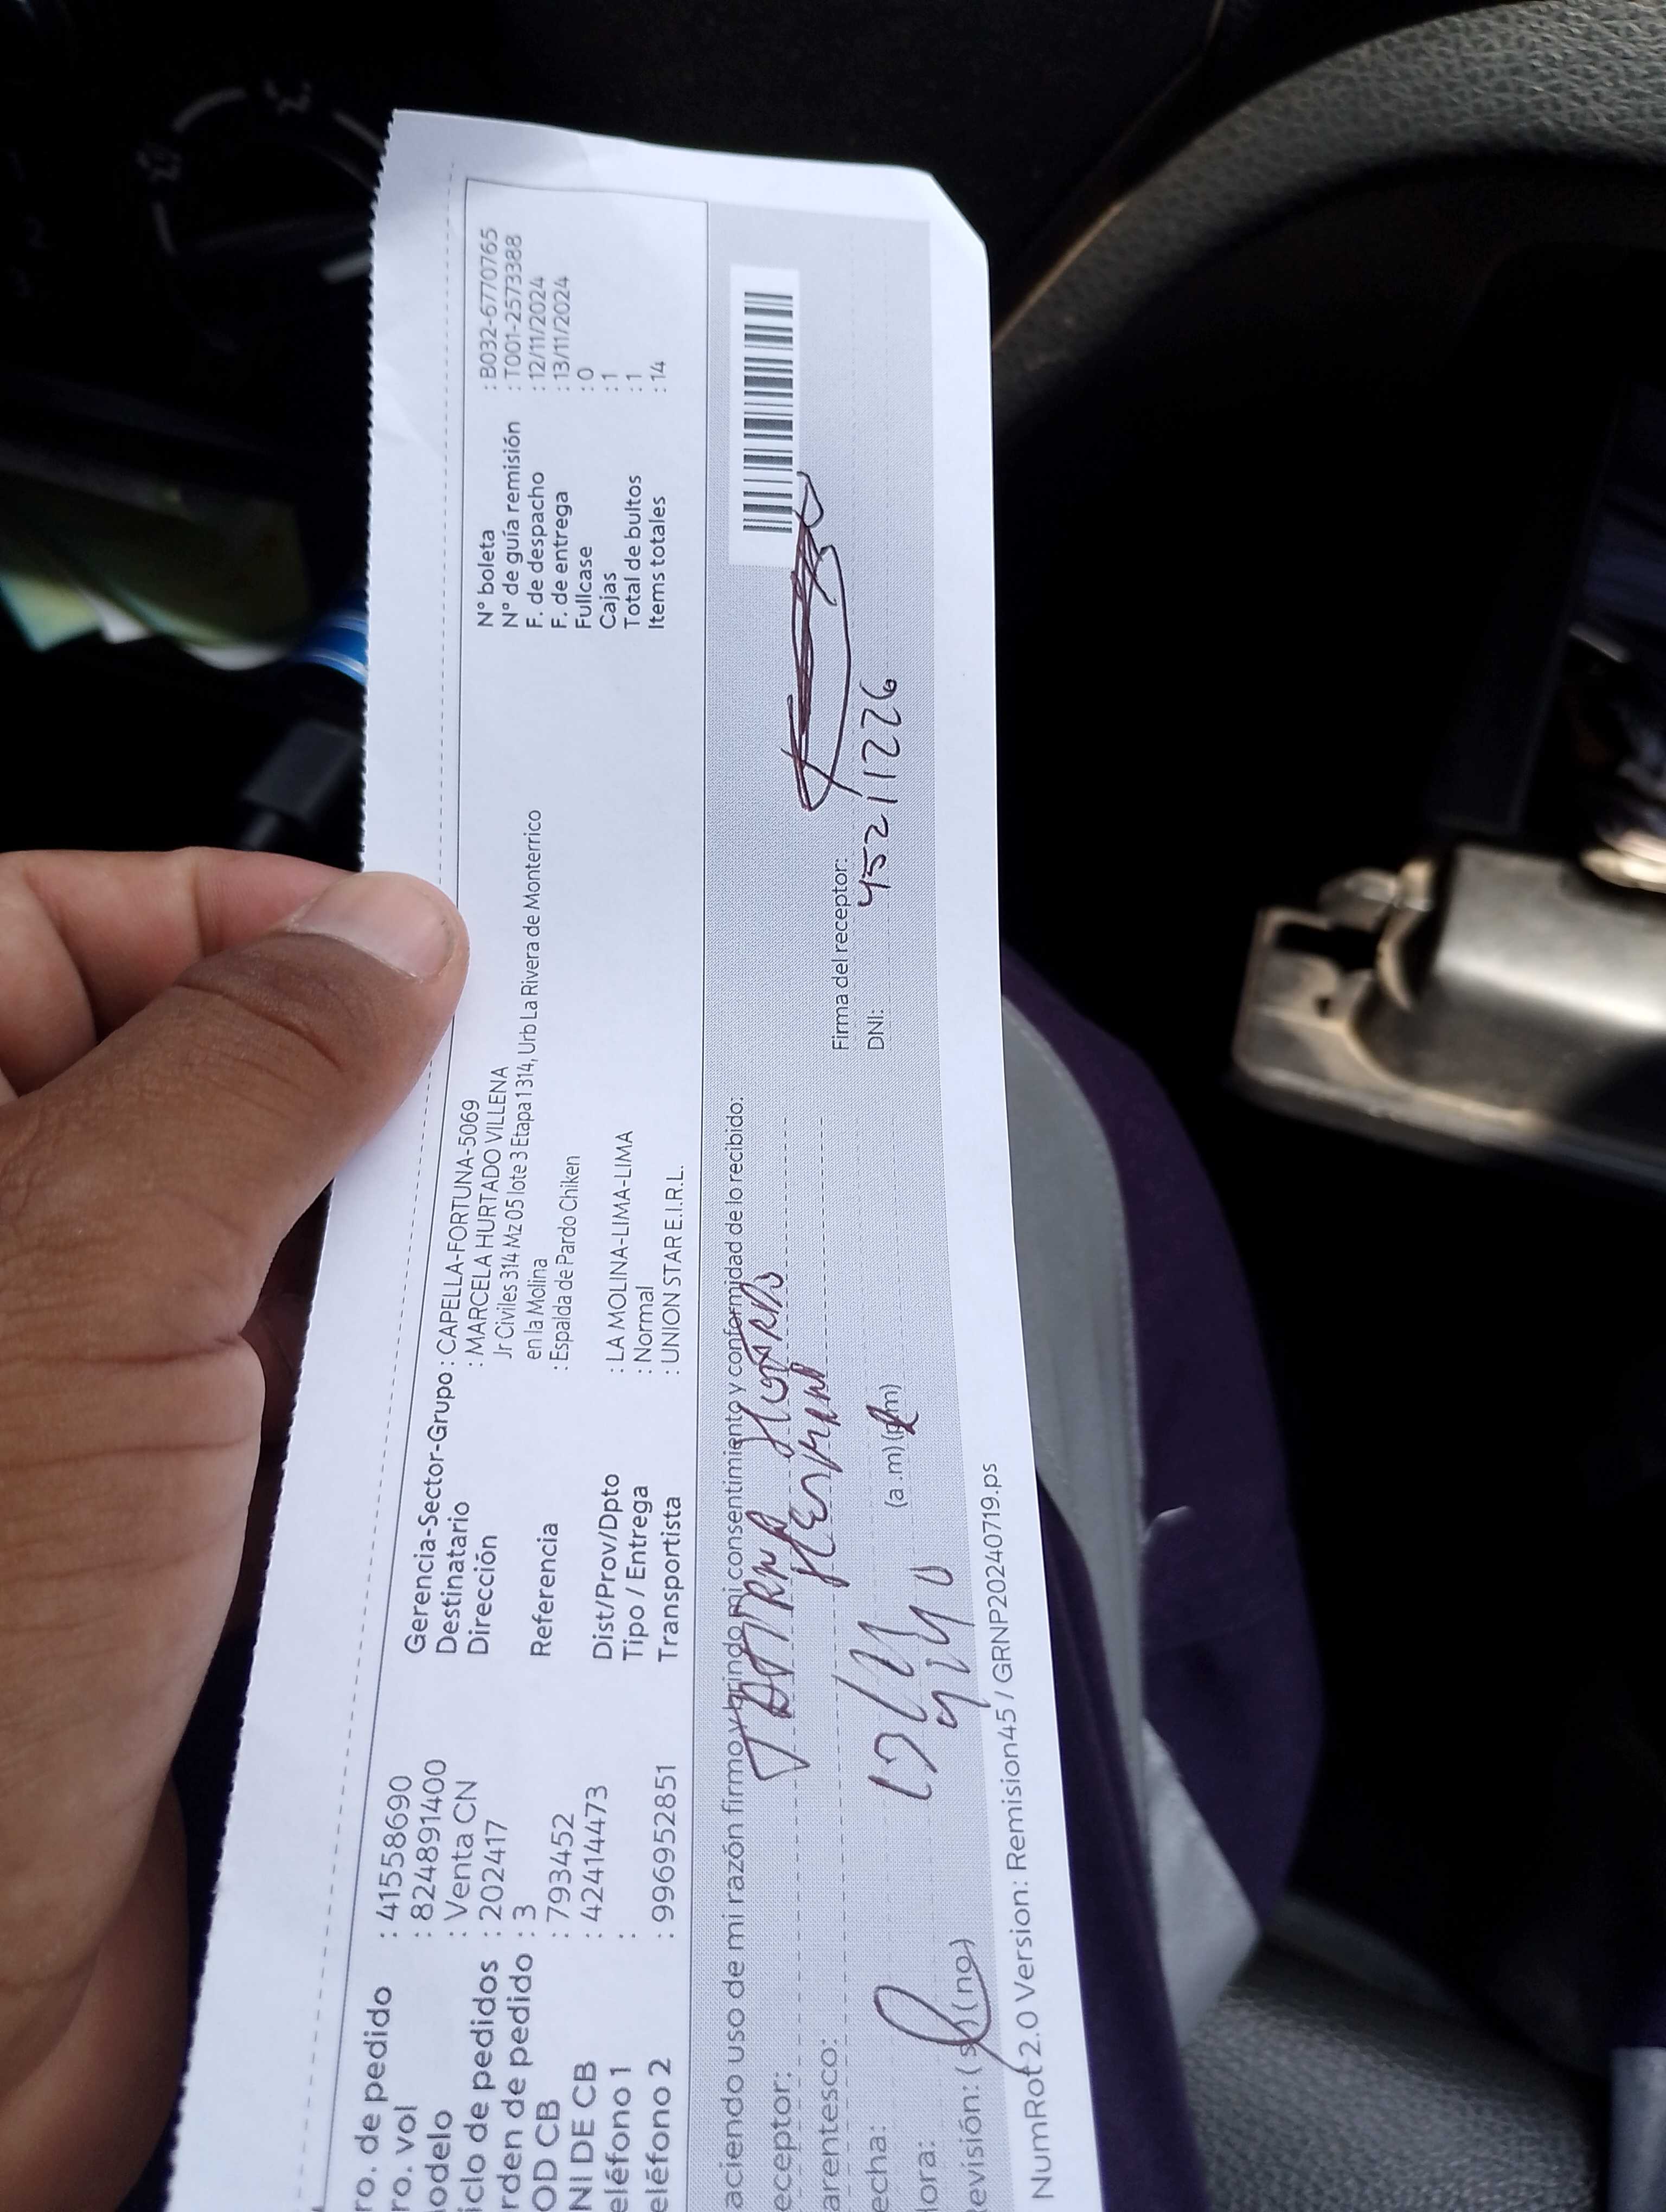 ro. de pedido : 41558690
ro. vol : 824891400
odelo : Venta CN
iclo de pedidos : 202417
rden de pedido : 3
OD CB : 793452
NI DE CB : 42414473
eléfono 1 :
eléfono 2 : 996952851
Gerencia-Sector-Grupo : CAPELLA-FORTUNA-5069
Destinatario : MARCELA HURTADO VILLENA
Dirección Jr Civiles 314 Mz 05 lote 3 Etapa 1 314, Urb La Rivera de Monterrico
en la Molina
Referencia : Espalda de Pardo Chiken
Dist/Prov/Dpto : LA MOLINA-LIMA-LIMA
Tipo / Entrega : Normal
Transportista : UNION STAR E.I.R.L.
N° boleta : B032-6770765
N° de guía remisión : T001-2573388
F. de despacho : 12/11/2024
F. de entrega : 13/11/2024
Fullcase : 0
Cajas : 1
Total de bultos : 1
Items totales : 14
aciendo uso de mi razón firmo y brindo mi consentimiento y conformidad de lo recibido:
eceptor:
arentesco:
echa:
lora: (a .m) (p.m)
evisión: (si) (no)
Firma del receptor:
DNI: 45211226
NumRot 2.0 Version: Remision45 / GRNP20240719.ps